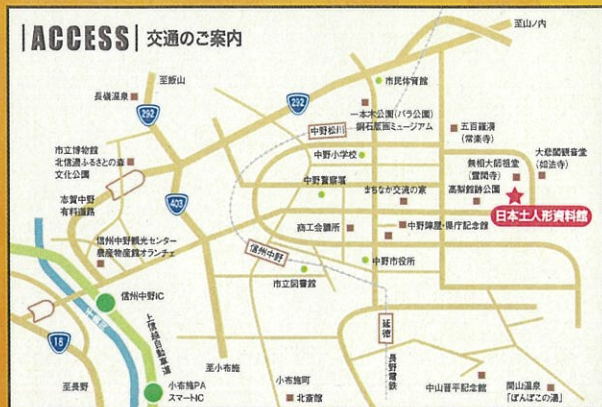 ACCESS 交通のご案内
至山ノ内
至飯山
長嶺温泉
292
292
市民体育館
一本木公園(バラ公園)
銅石版画ミュージアム
中野松川
五百羅漢
(常楽寺)
中野小学校
無相大師祖堂
(霊閑寺)
大悲閣観音堂
(如法寺)
市立博物館
北信濃ふるさとの森
文化公園
中野警察署
まちなか交流の家
高梨館跡公園
志賀中野
有料道路
403
日本土人形資料館
商工会議所
中野陣屋・県庁記念館
信州中野観光センター
農産物産館オランチェ
信州中野
中野市役所
市立図書館
信州中野IC
千曲川
上信越自動車道
延徳
18
長野電鉄
至小布施
至長野
小布施PA
スマートIC
小布施町
北斎館
中山晋平記念館
間山温泉
「ぽんぽこの湯」